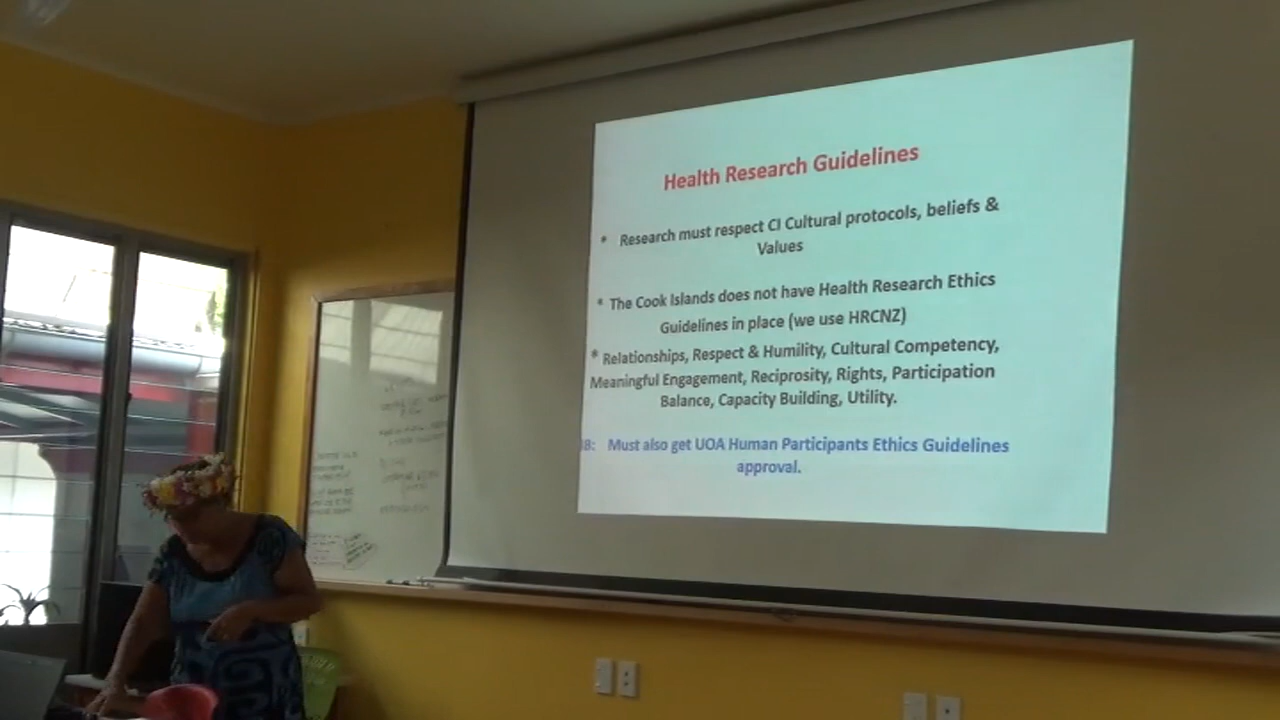 Health Research Guidelines
* Research must respect CI Cultural protocols, beliefs &
Values
* The Cook Islands does not have Health Research Ethics
Guidelines in place (we use HRCNZ)
* Relationships, Respect & Humility, Cultural Competency,
Meaningful Engagement, Reciprocity, Rights, Participation
Balance, Capacity Building, Utility.
Must also get UOA Human Participants Ethics Guidelines
approval.